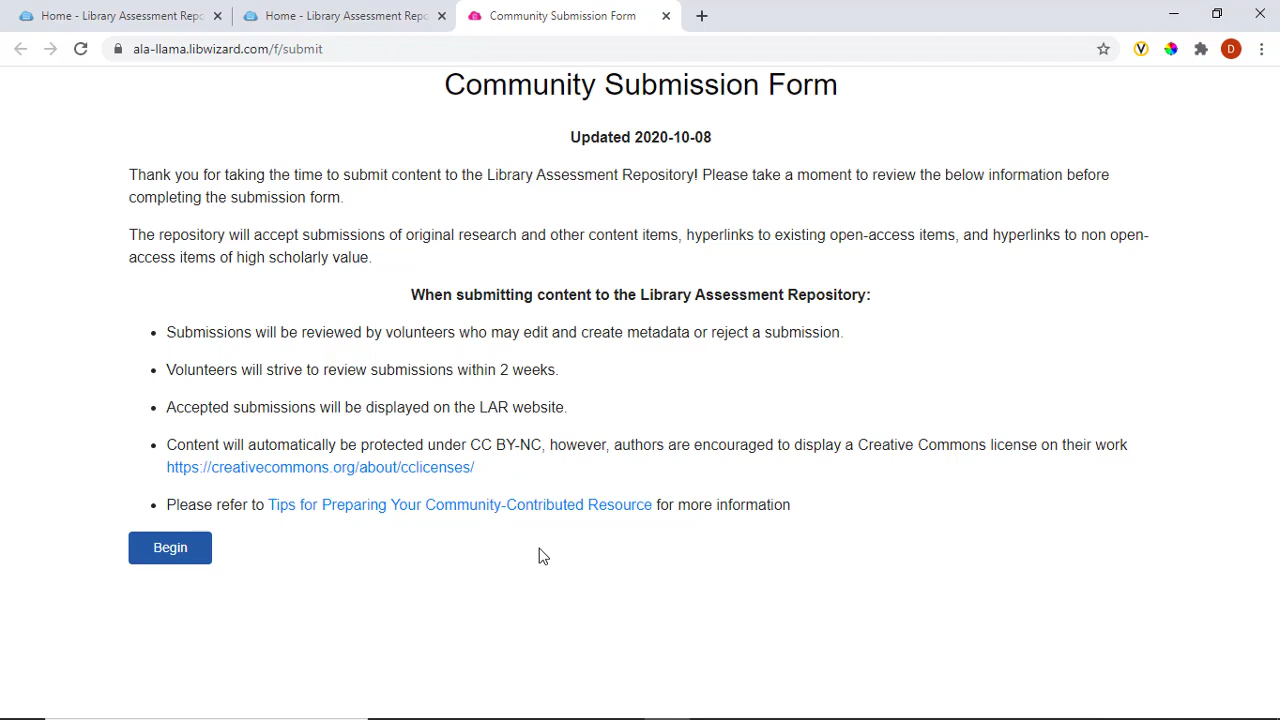 Home - Library Assessment Repo
Home - Library Assessment Repo
Community Submission Form
ala-llama.libwizard.com/f/submit
V
D
Community Submission Form
Updated 2020-10-08
Thank you for taking the time to submit content to the Library Assessment Repository! Please take a moment to review the below information before
completing the submission form.
The repository will accept submissions of original research and other content items, hyperlinks to existing open-access items, and hyperlinks to non open-
access items of high scholarly value.
When submitting content to the Library Assessment Repository:
• Submissions will be reviewed by volunteers who may edit and create metadata or reject a submission.
• Volunteers will strive to review submissions within 2 weeks.
• Accepted submissions will be displayed on the LAR website.
• Content will automatically be protected under CC BY-NC, however, authors are encouraged to display a Creative Commons license on their work
https://creativecommons.org/about/cclicenses/
• Please refer to Tips for Preparing Your Community-Contributed Resource for more information
Begin